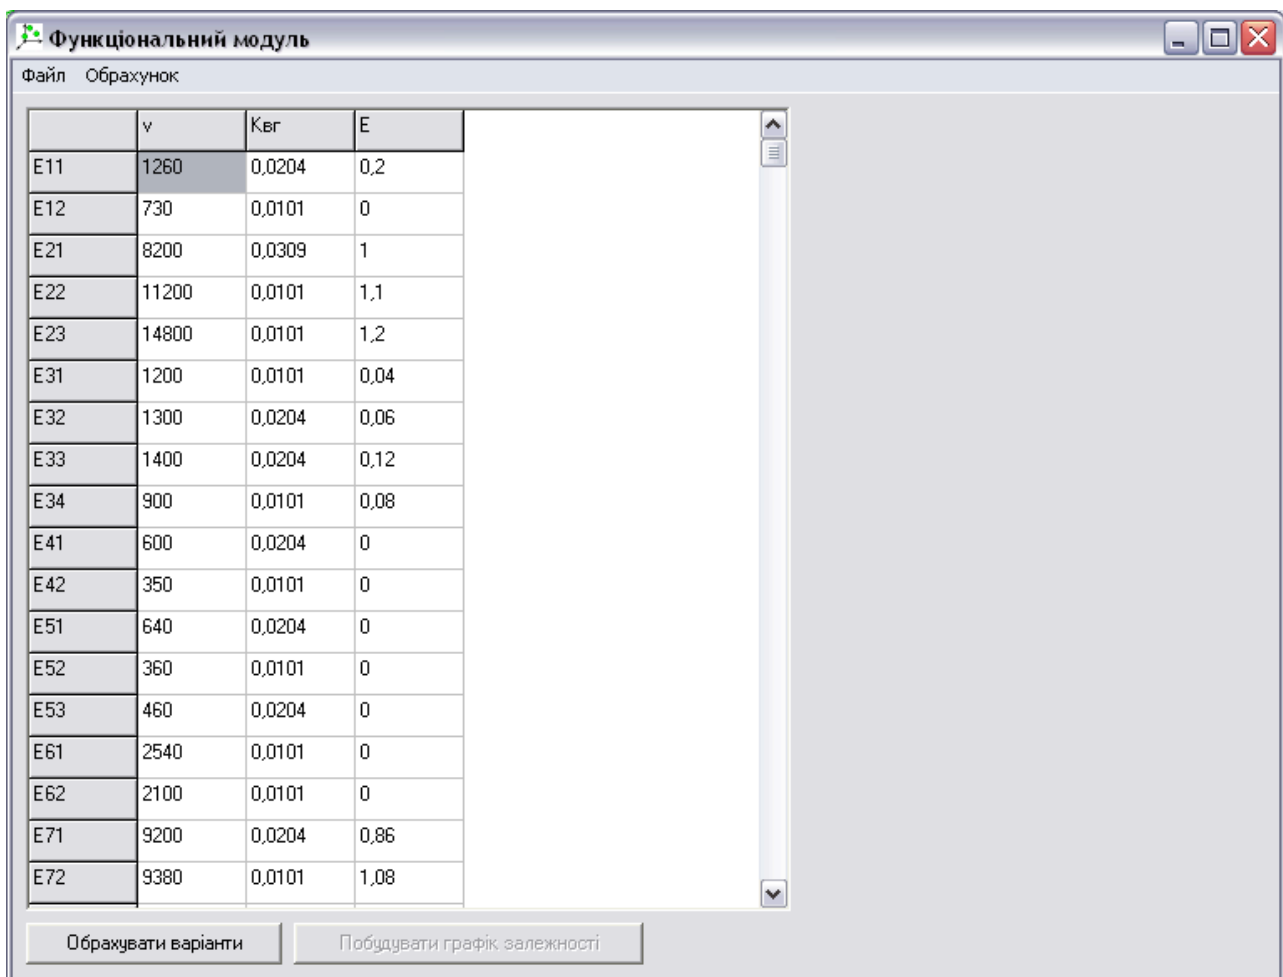 Функціональний модуль
Файл Обрахунок
v Квг E
E11 1260 0,0204 0,2
E12 730 0,0101 0
E21 8200 0,0309 1
E22 11200 0,0101 1,1
E23 14800 0,0101 1,2
E31 1200 0,0101 0,04
E32 1300 0,0204 0,06
E33 1400 0,0204 0,12
E34 900 0,0101 0,08
E41 600 0,0204 0
E42 350 0,0101 0
E51 640 0,0204 0
E52 360 0,0101 0
E53 460 0,0204 0
E61 2540 0,0101 0
E62 2100 0,0101 0
E71 9200 0,0204 0,86
E72 9380 0,0101 1,08
Обрахувати варіанти Побудувати графік залежності